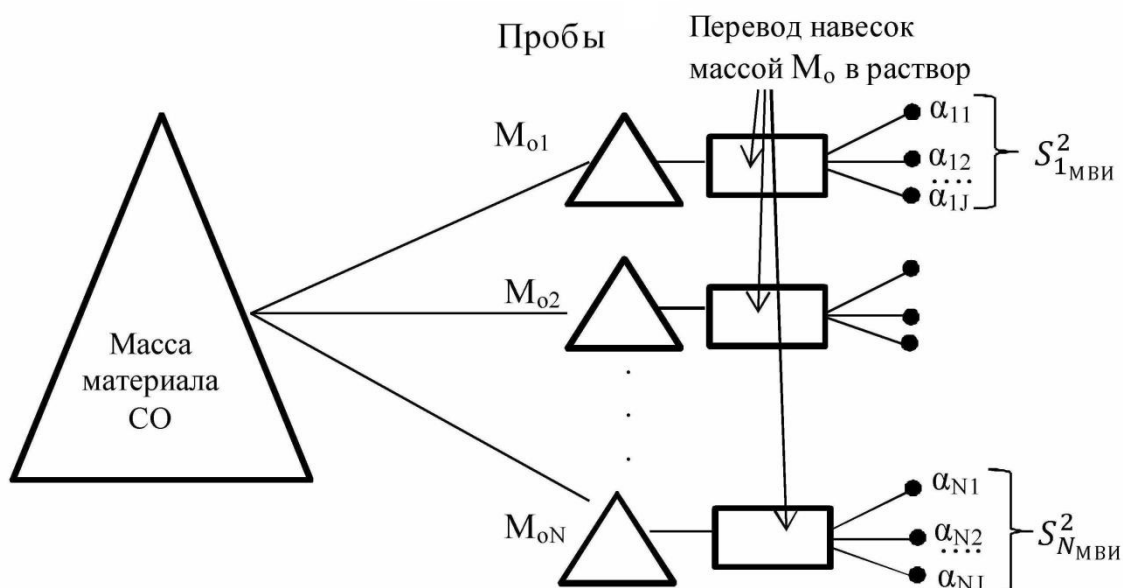 Пробы
Перевод навесок
массой Mₒ в раствор
Mₒ₁
α₁₁
α₁₂
....
α₁J
S²₁МВИ
Mₒ₂
Масса
материала
СО
MₒN
αN1
αN2
....
αNJ
S²NМВИ